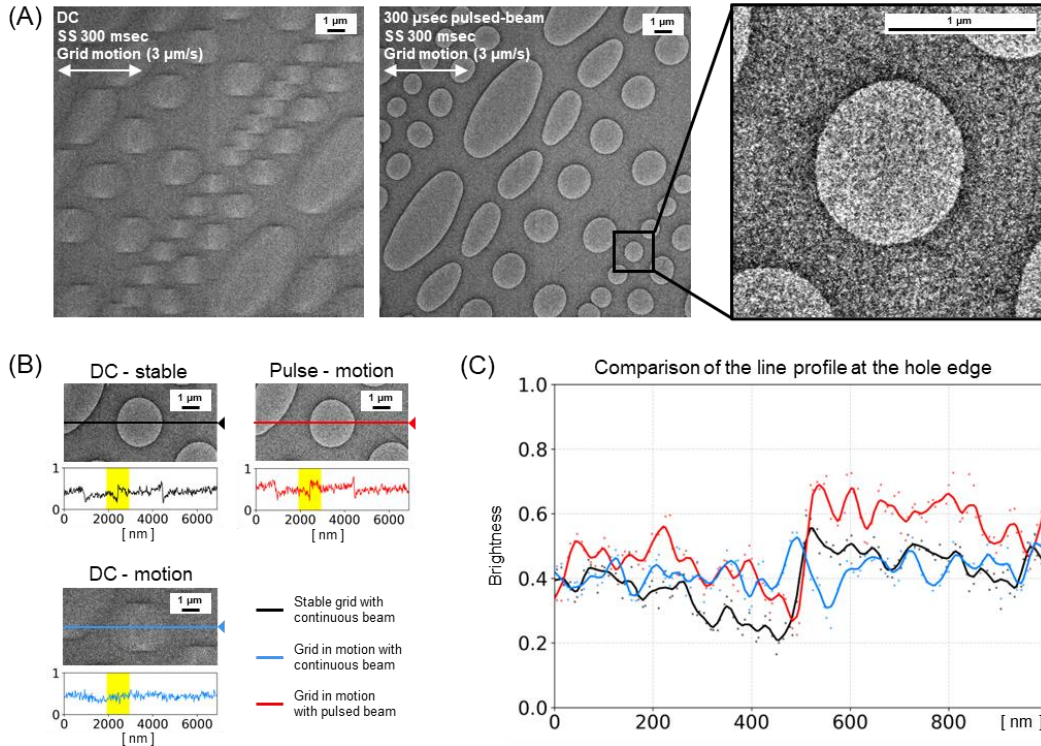 (A)
DC
SS 300 msec
Grid motion (3 µm/s)
1 µm
300 µsec pulsed-beam
SS 300 msec
Grid motion (3 µm/s)
1 µm
1 µm
(B)
DC - stable
1 µm
1
0
0 2000 4000 6000
[ nm ]
Pulse - motion
1 µm
1
0
0 2000 4000 6000
[ nm ]
DC - motion
1 µm
1
0
0 2000 4000 6000
[ nm ]
Stable grid with
continuous beam
Grid in motion with
continuous beam
Grid in motion
with pulsed beam
(C)
Comparison of the line profile at the hole edge
Brightness
1.0
0.8
0.6
0.4
0.2
0.0
0 200 400 600 800 [ nm ]